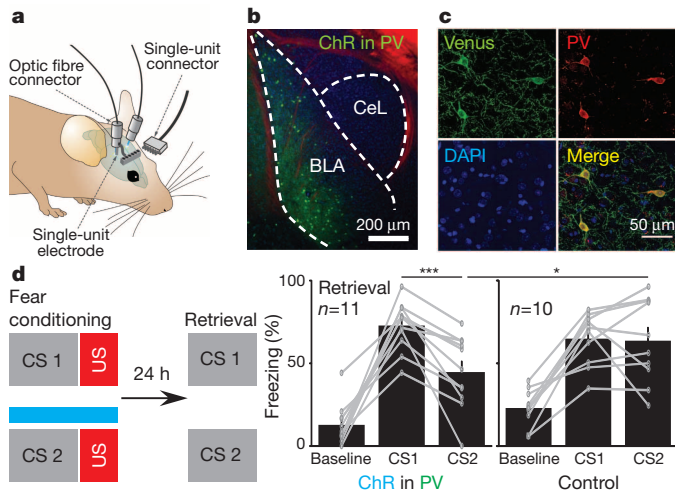 a
Optic fibre
connector
Single-unit
connector
Single-unit
electrode
b
ChR in PV
CeL
BLA
200 μm
c
Venus
PV
DAPI
Merge
50 μm
d
Fear
conditioning
Retrieval
CS 1
US
24 h
CS 1
CS 2
US
CS 2
Freezing (%)
100
50
0
***
*
Retrieval
n=11
n=10
Baseline
CS1
CS2
Baseline
CS1
CS2
ChR in PV
Control